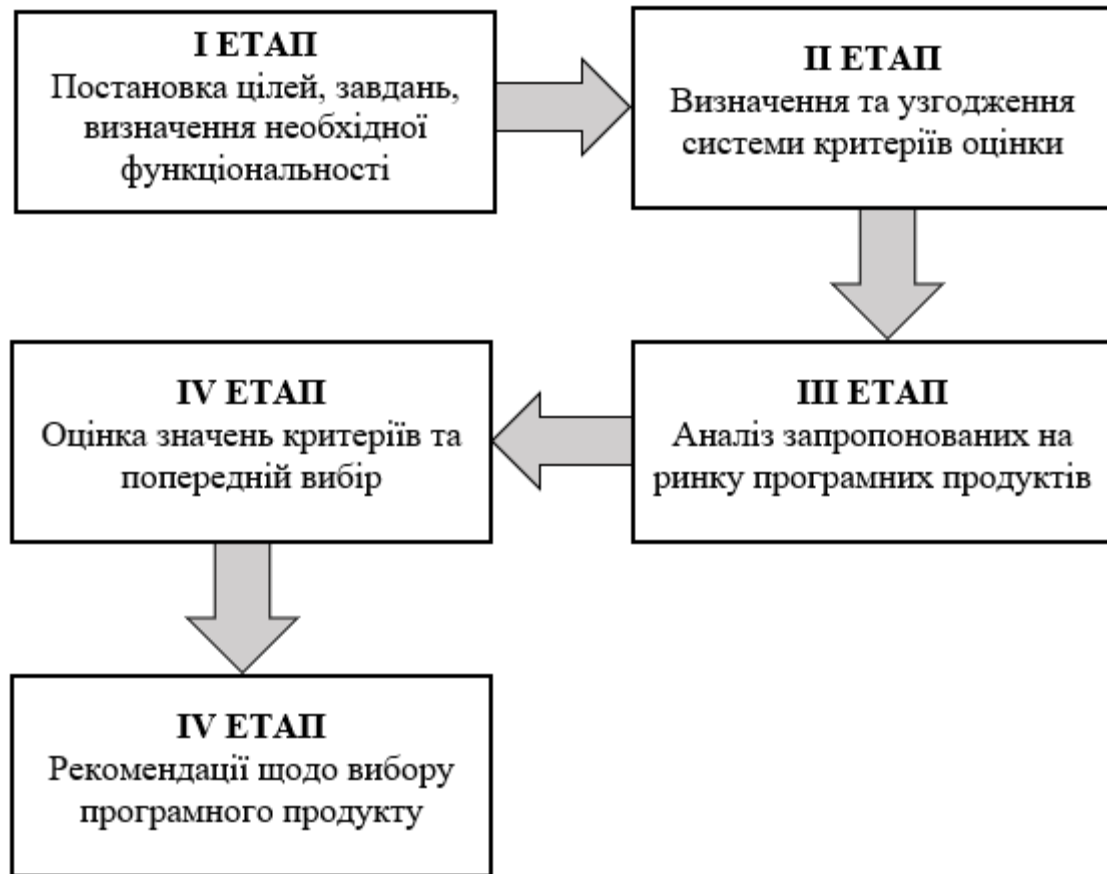 I ЕТАП
Постановка цілей, завдань,
визначення необхідної
функціональності
II ЕТАП
Визначення та узгодження
системи критеріїв оцінки
III ЕТАП
Аналіз запропонованих на
ринку програмних продуктів
IV ЕТАП
Оцінка значень критеріїв та
попередній вибір
IV ЕТАП
Рекомендації щодо вибору
програмного продукту